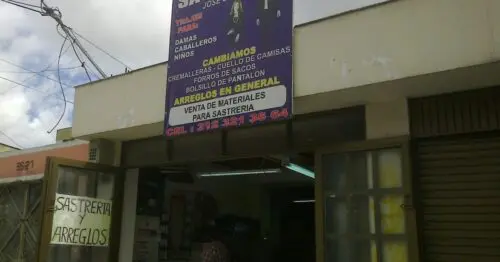 JOSE
TRAJES
PARA:
DAMAS
CABALLEROS
NIÑOS
CAMBIAMOS
CREMALLERAS - CUELLO DE CAMISAS
FORROS DE SACOS
BOLSILLO DE PANTALON
ARREGLOS EN GENERAL
VENTA DE MATERIALES
PARA SASTRERIA
CEL.: 312 321 36 64
SASTRERIA
Y
ARREGLOS